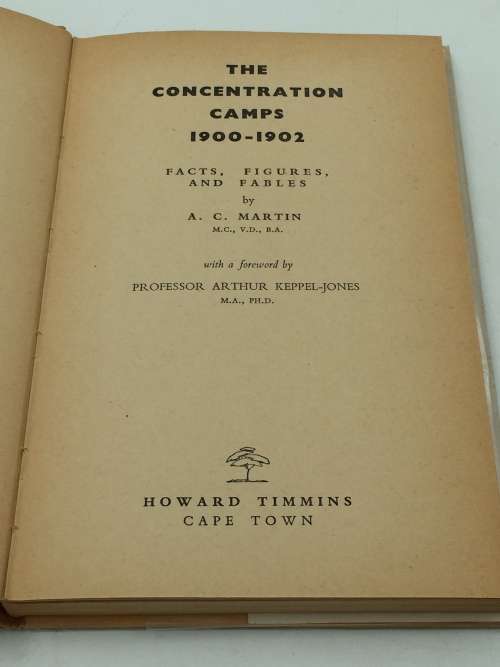 THE
CONCENTRATION
CAMPS
1900-1902
FACTS, FIGURES,
AND FABLES
by
A. C. MARTIN
M.C., V.D., B.A.
with a foreword by
PROFESSOR ARTHUR KEPPEL-JONES
M.A., PH.D.
HOWARD TIMMINS
CAPE TOWN